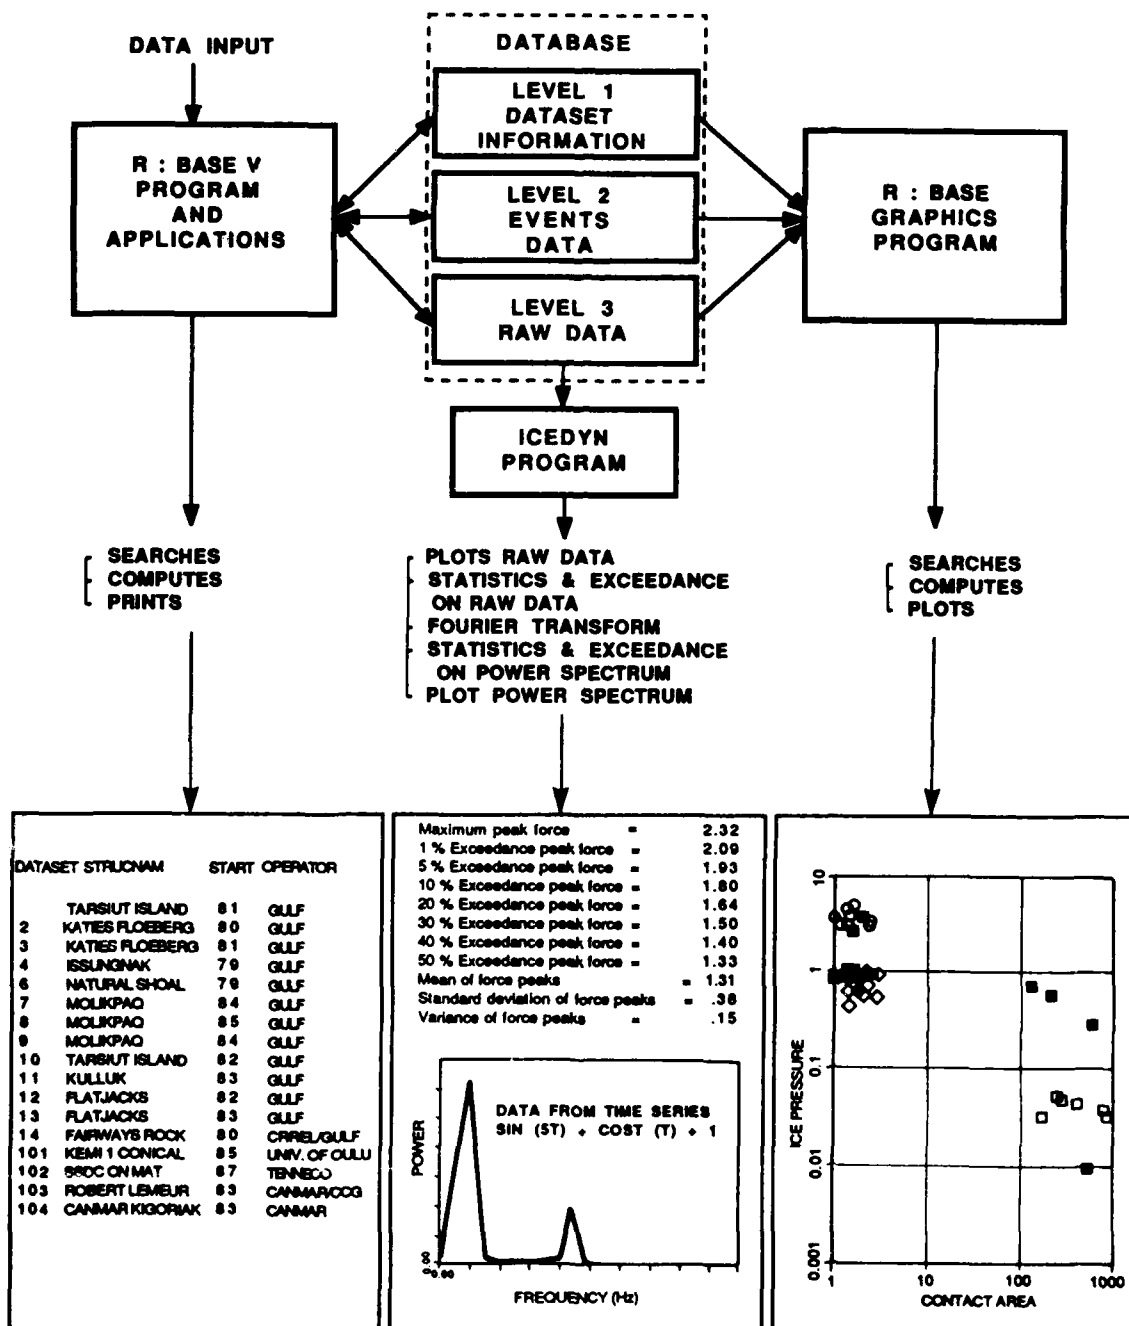 DATA INPUT
DATABASE
R : BASE V
PROGRAM
AND
APPLICATIONS
LEVEL 1
DATASET
INFORMATION
LEVEL 2
EVENTS
DATA
LEVEL 3
RAW DATA
R : BASE
GRAPHICS
PROGRAM
ICEDYN
PROGRAM
SEARCHES
COMPUTES
PRINTS
PLOTS RAW DATA
STATISTICS & EXCEEDANCE
ON RAW DATA
FOURIER TRANSFORM
STATISTICS & EXCEEDANCE
ON POWER SPECTRUM
PLOT POWER SPECTRUM
SEARCHES
COMPUTES
PLOTS
DATASET STRUCNAM START OPERATOR
TARSIUT ISLAND 81 GULF
2 KATIES FLOEBERG 80 GULF
3 KATIES FLOEBERG 81 GULF
4 ISSUNGNAK 79 GULF
6 NATURAL SHOAL 79 GULF
7 MOLIKPAQ 84 GULF
8 MOLIKPAQ 85 GULF
9 MOLIKPAQ 84 GULF
10 TARSIUT ISLAND 82 GULF
11 KULLUK 83 GULF
12 FLATJACKS 82 GULF
13 FLATJACKS 83 GULF
14 FAIRWAYS ROCK 80 CRREL/GULF
101 KEMI 1 CONICAL 85 UNIV. OF OULU
102 SSDC ON MAT 87 TENNECO
103 ROBERT LEMEUR 83 CANMAR/CCG
104 CANMAR KIGORIAK 83 CANMAR
Maximum peak force = 2.32
1 % Exceedance peak force = 2.09
5 % Exceedance peak force = 1.93
10 % Exceedance peak force = 1.80
20 % Exceedance peak force = 1.64
30 % Exceedance peak force = 1.50
40 % Exceedance peak force = 1.40
50 % Exceedance peak force = 1.33
Mean of force peaks = 1.31
Standard deviation of force peaks = .38
Variance of force peaks = .15
DATA FROM TIME SERIES
SIN (5T) + COST (T) + 1
POWER
0.00
0.00
FREQUENCY (Hz)
ICE PRESSURE
10
1
0.1
0.01
0.001
1 10 100 1000
CONTACT AREA